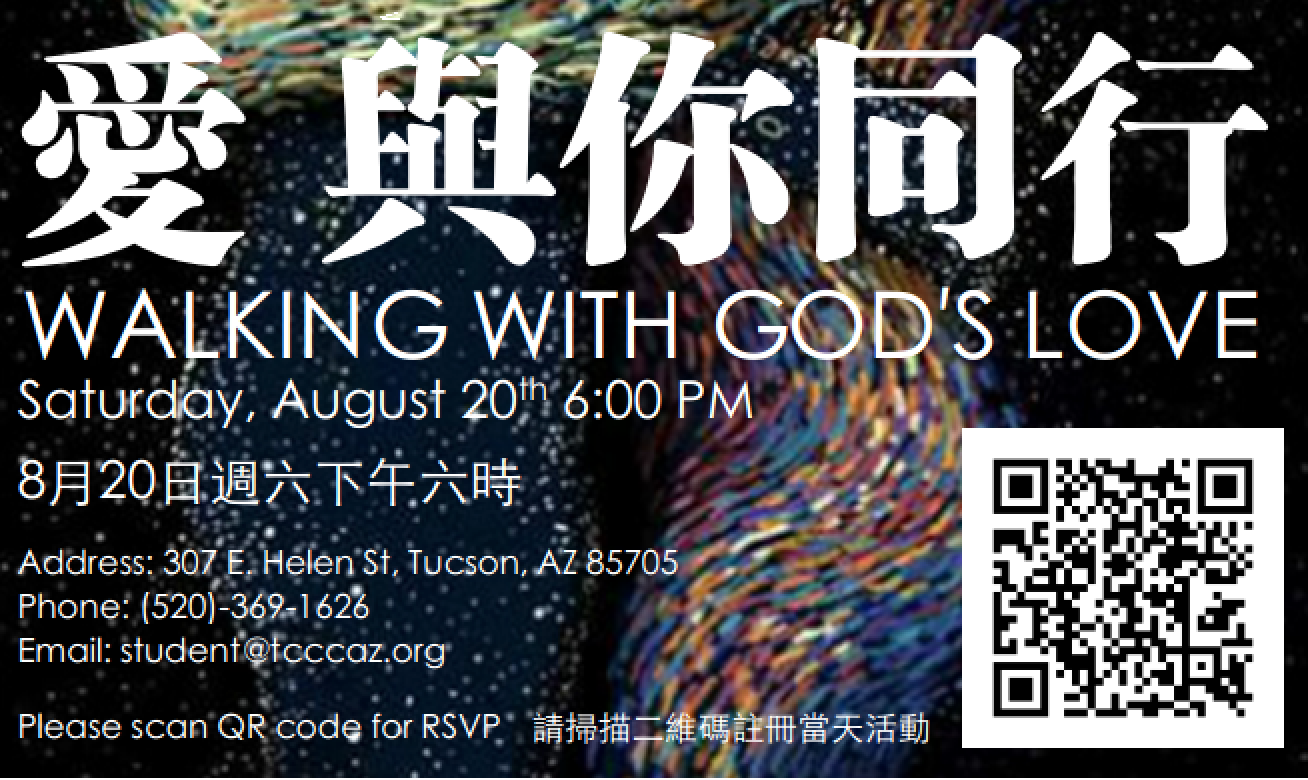 愛 與你同行
WALKING WITH GOD'S LOVE
Saturday, August 20th 6:00 PM
8月20日週六下午六時
Address: 307 E. Helen St, Tucson, AZ 85705
Phone: (520)-369-1626
Email: student@tcccaz.org
Please scan QR code for RSVP 請掃描二維碼註冊當天活動